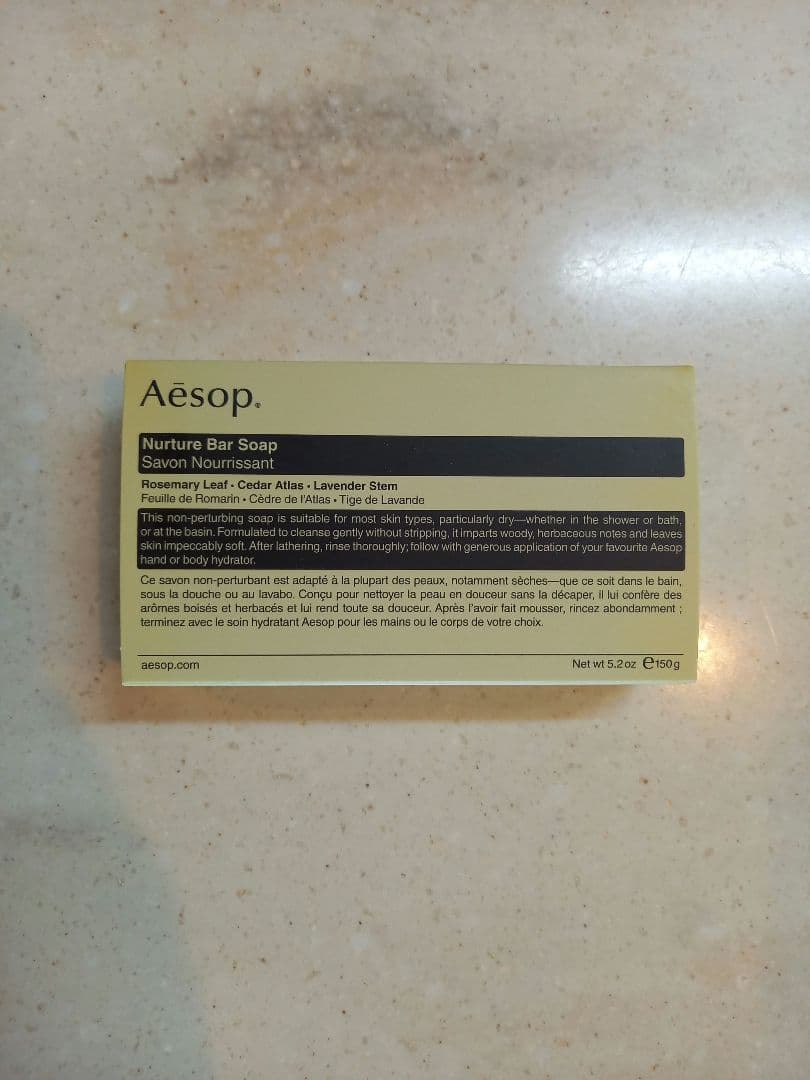 Aēsop®
Nurture Bar Soap
Savon Nourrissant
Rosemary Leaf • Cedar Atlas • Lavender Stem
Feuille de Romarin • Cèdre de l'Atlas • Tige de Lavande
This non-perturbing soap is suitable for most skin types, particularly dry—whether in the shower or bath,
or at the basin. Formulated to cleanse gently without stripping, it imparts woody, herbaceous notes and leaves
skin impeccably soft. After lathering, rinse thoroughly; follow with generous application of your favourite Aesop
hand or body hydrator.
Ce savon non-perturbant est adapté à la plupart des peaux, notamment sèches—que ce soit dans le bain,
sous la douche ou au lavabo. Conçu pour nettoyer la peau en douceur sans la décaper, il lui confère des
arômes boisés et herbacés et lui rend toute sa douceur. Après l'avoir fait mousser, rincez abondamment ;
terminez avec le soin hydratant Aesop pour les mains ou le corps de votre choix.
aesop.com
Net wt 5.2 oz ℮150 g